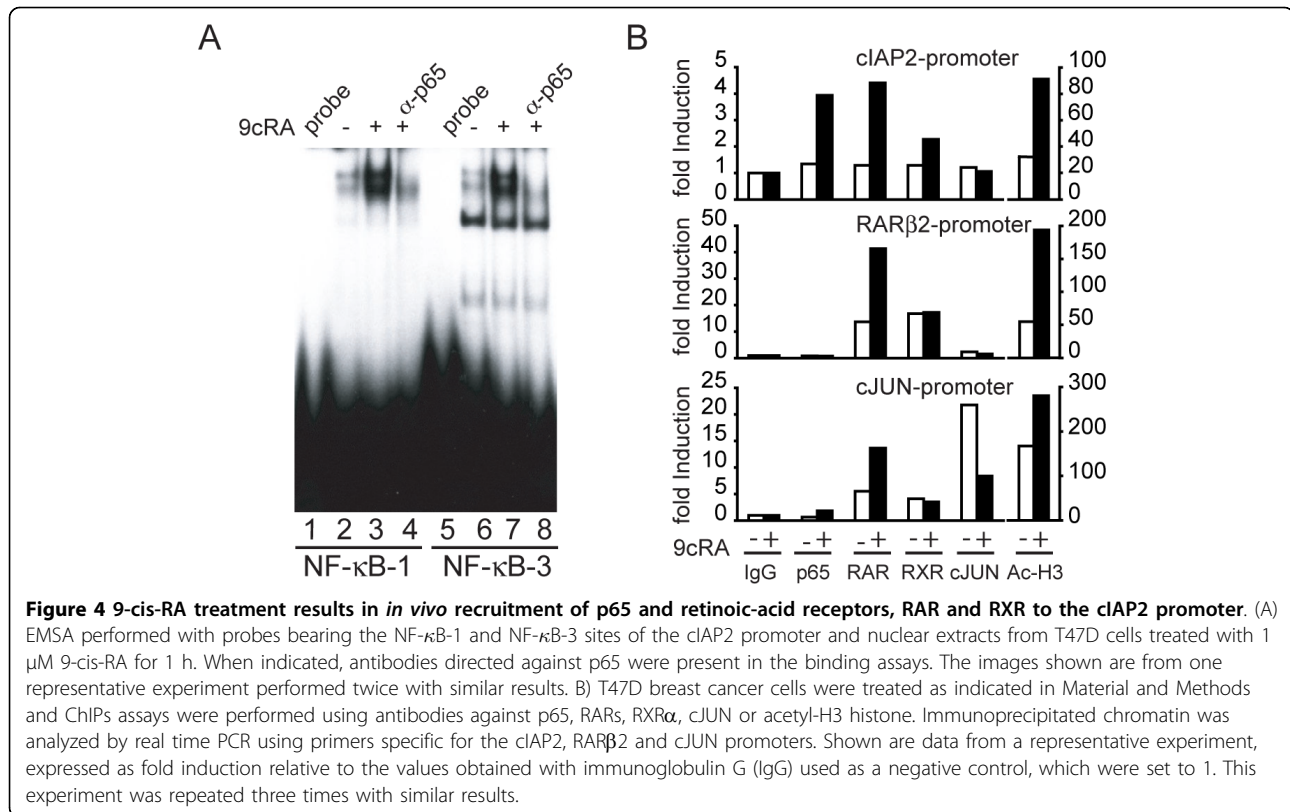 A
probe
α-p65
probe
α-p65
9cRA - + + - + +
1 2 3 4 5 6 7 8
NF-κB-1 NF-κB-3
B
cIAP2-promoter
fold Induction
5 4 3 2 1 0
100 80 60 40 20 0
RARβ2-promoter
fold Induction
50 40 30 20 10 0
200 150 100 50 0
cJUN-promoter
fold Induction
25 20 15 10 5 0
300 200 100 0
9cRA -+ -+ -+ -+ -+ -+
IgG p65 RAR RXR cJUN Ac-H3
Figure 4 9-cis-RA treatment results in in vivo recruitment of p65 and retinoic-acid receptors, RAR and RXR to the cIAP2 promoter. (A)
EMSA performed with probes bearing the NF-κB-1 and NF-κB-3 sites of the cIAP2 promoter and nuclear extracts from T47D cells treated with 1
μM 9-cis-RA for 1 h. When indicated, antibodies directed against p65 were present in the binding assays. The images shown are from one
representative experiment performed twice with similar results. B) T47D breast cancer cells were treated as indicated in Material and Methods
and ChIPs assays were performed using antibodies against p65, RARs, RXRα, cJUN or acetyl-H3 histone. Immunoprecipitated chromatin was
analyzed by real time PCR using primers specific for the cIAP2, RARβ2 and cJUN promoters. Shown are data from a representative experiment,
expressed as fold induction relative to the values obtained with immunoglobulin G (IgG) used as a negative control, which were set to 1. This
experiment was repeated three times with similar results.